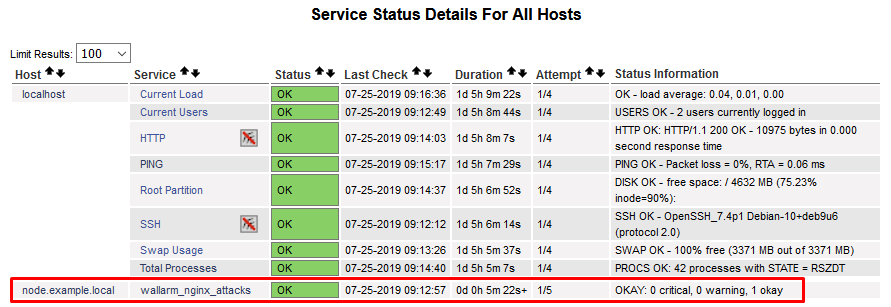 Service Status Details For All Hosts
Limit Results: 100
Host Service Status Last Check Duration Attempt Status Information
localhost Current Load OK 07-25-2019 09:16:36 1d 5h 9m 22s 1/4 OK - load average: 0.04, 0.01, 0.00
Current Users OK 07-25-2019 09:12:49 1d 5h 8m 44s 1/4 USERS OK - 2 users currently logged in
HTTP OK 07-25-2019 09:14:03 1d 5h 8m 7s 1/4 HTTP OK: HTTP/1.1 200 OK - 10975 bytes in 0.000
second response time
PING OK 07-25-2019 09:15:17 1d 5h 7m 29s 1/4 PING OK - Packet loss = 0%, RTA = 0.06 ms
Root Partition OK 07-25-2019 09:14:37 1d 5h 6m 52s 1/4 DISK OK - free space: / 4632 MB (75.23%
inode=90%):
SSH OK 07-25-2019 09:12:12 1d 5h 6m 14s 1/4 SSH OK - OpenSSH_7.4p1 Debian-10+deb9u6
(protocol 2.0)
Swap Usage OK 07-25-2019 09:13:26 1d 5h 5m 37s 1/4 SWAP OK - 100% free (3371 MB out of 3371 MB)
Total Processes OK 07-25-2019 09:14:40 1d 5h 5m 7s 1/4 PROCS OK: 42 processes with STATE = RSZDT
node.example.local wallarm_nginx_attacks OK 07-25-2019 09:12:57 0d 0h 5m 22s+ 1/5 OKAY: 0 critical, 0 warning, 1 okay